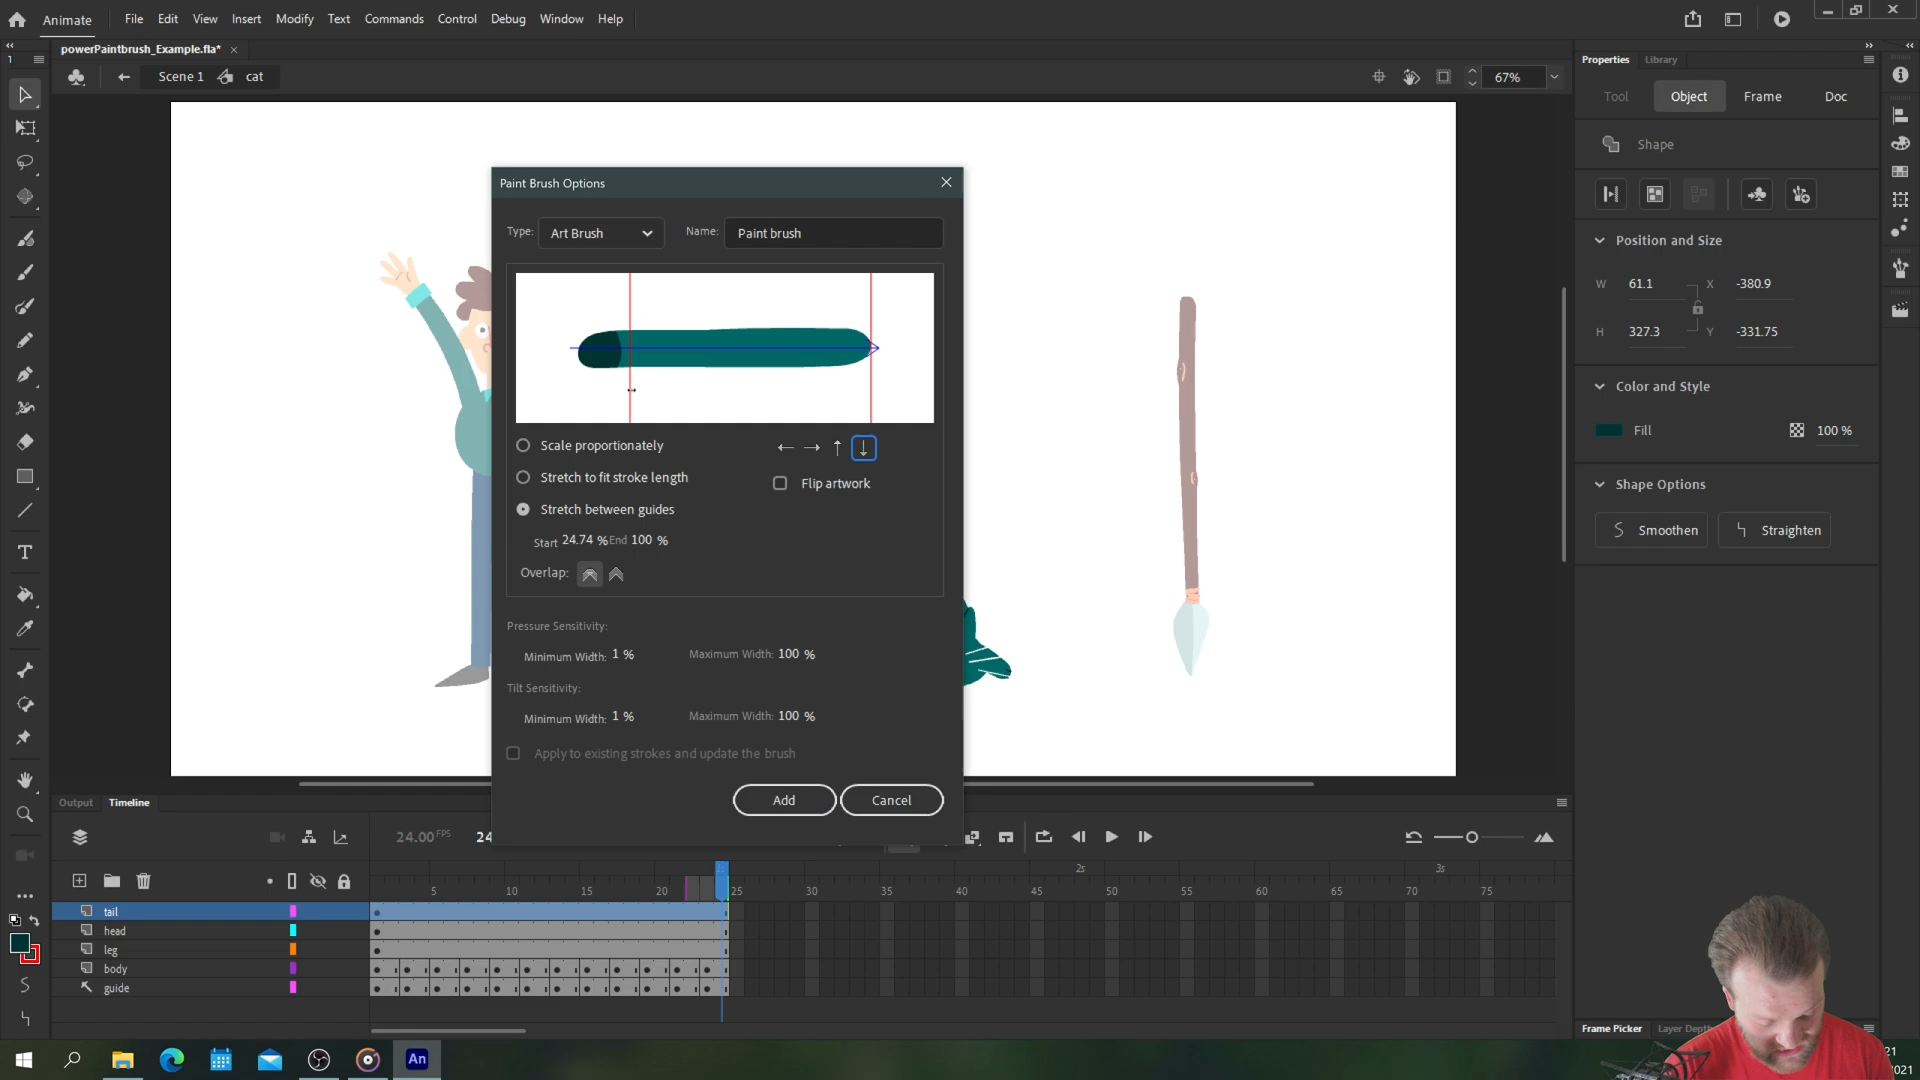 Animate File Edit View Insert Modify Text Commands Control Debug Window Help
powerPaintbrush_Example.fla*
Scene 1 cat 67%
Properties Library
Tool Object Frame Doc
Shape
Position and Size
W 61.1 X -380.9
H 327.3 Y -331.75
Color and Style
Fill 100 %
Shape Options
Smoothen Straighten
Paint Brush Options
Type: Art Brush Name: Paint brush
Scale proportionately
Stretch to fit stroke length
Flip artwork
Stretch between guides
Start 24.74 % End 100 %
Overlap:
Pressure Sensitivity:
Minimum Width: 1 % Maximum Width: 100 %
Tilt Sensitivity:
Minimum Width: 1 % Maximum Width: 100 %
Apply to existing strokes and update the brush
Add Cancel
Output Timeline
24.00 FPS 24
1s 2s 3s
5 10 15 20 25 30 35 40 45 50 55 60 65 70 75
tail
head
leg
body
guide
Frame Picker Layer Depth
An